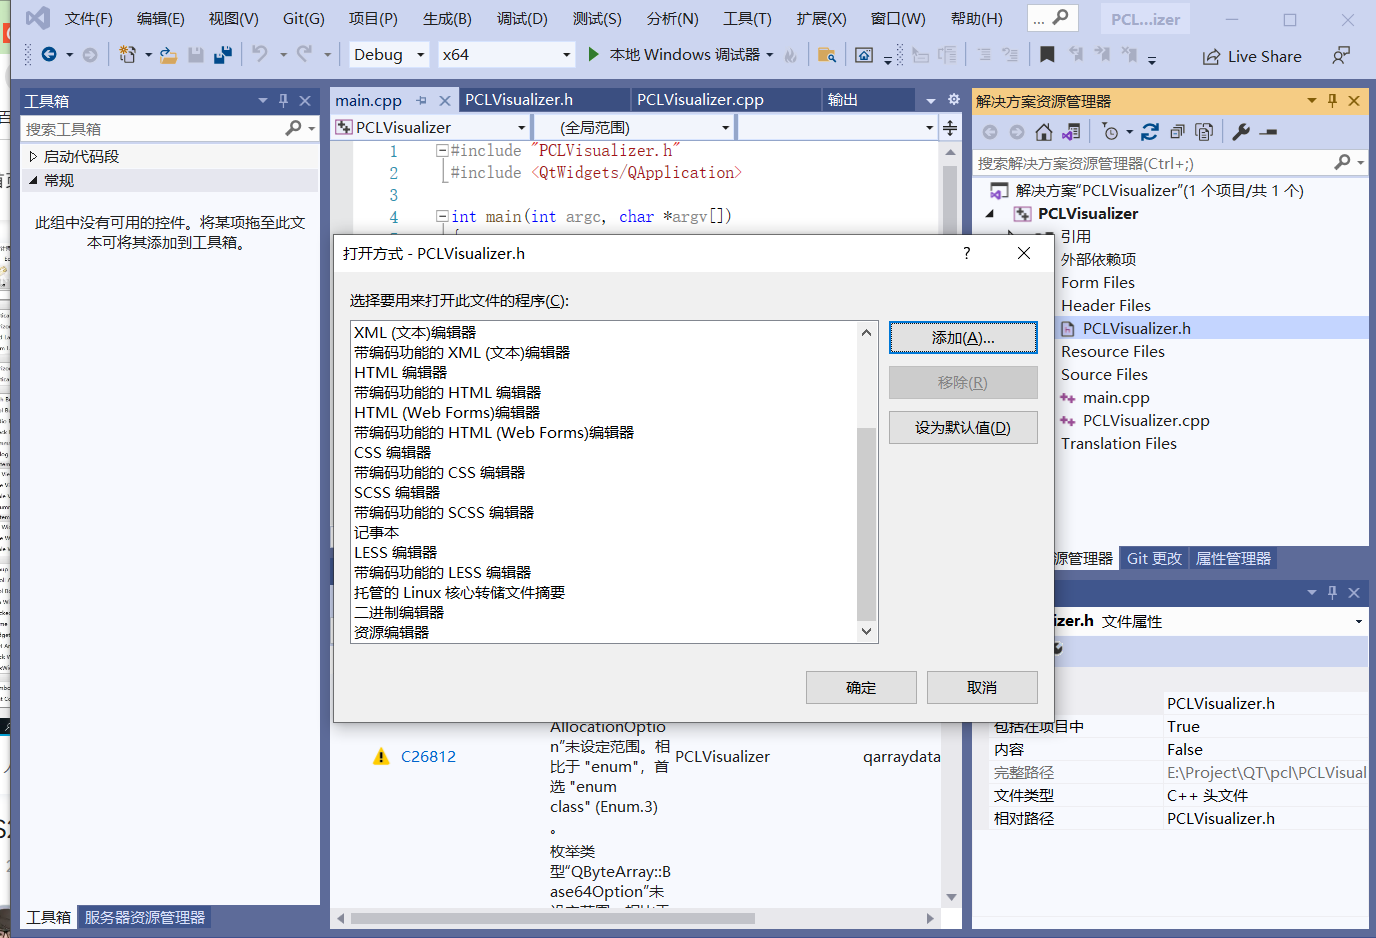 文件(F) 编辑(E) 视图(V) Git(G) 项目(P) 生成(B) 调试(D) 测试(S) 分析(N) 工具(T) 扩展(X) 窗口(W) 帮助(H) ... PCL...izer
Debug x64 本地 Windows 调试器 Live Share
工具箱
搜索工具箱
启动代码段
常规
此组中没有可用的控件。将某项拖至此文
本可将其添加到工具箱。
工具箱 服务器资源管理器
main.cpp PCLVisualizer.h PCLVisualizer.cpp 输出
PCLVisualizer (全局范围)
1 #include "PCLVisualizer.h"
2 #include <QtWidgets/QApplication>
3
4 int main(int argc, char *argv[])
打开方式 - PCLVisualizer.h
?
选择要用来打开此文件的程序(C):
XML (文本)编辑器
带编码功能的 XML (文本)编辑器
HTML 编辑器
带编码功能的 HTML 编辑器
HTML (Web Forms)编辑器
带编码功能的 HTML (Web Forms)编辑器
CSS 编辑器
带编码功能的 CSS 编辑器
SCSS 编辑器
带编码功能的 SCSS 编辑器
记事本
LESS 编辑器
带编码功能的 LESS 编辑器
托管的 Linux 核心转储文件摘要
二进制编辑器
资源编辑器
添加(A)...
移除(R)
设为默认值(D)
确定 取消
AllocationOptio
n"未设定范围。相
比于 "enum"，首
选 "enum
class" (Enum.3)
。
C26812 PCLVisualizer qarraydata
枚举类
型"QByteArray::B
ase64Option"未
解决方案资源管理器
搜索解决方案资源管理器(Ctrl+;)
解决方案"PCLVisualizer"(1 个项目/共 1 个)
PCLVisualizer
引用
外部依赖项
Form Files
Header Files
PCLVisualizer.h
Resource Files
Source Files
main.cpp
PCLVisualizer.cpp
Translation Files
源管理器 Git 更改 属性管理器
izer.h 文件属性
PCLVisualizer.h
包括在项目中 True
内容 False
完整路径 E:\Project\QT\pcl\PCLVisual
文件类型 C++ 头文件
相对路径 PCLVisualizer.h